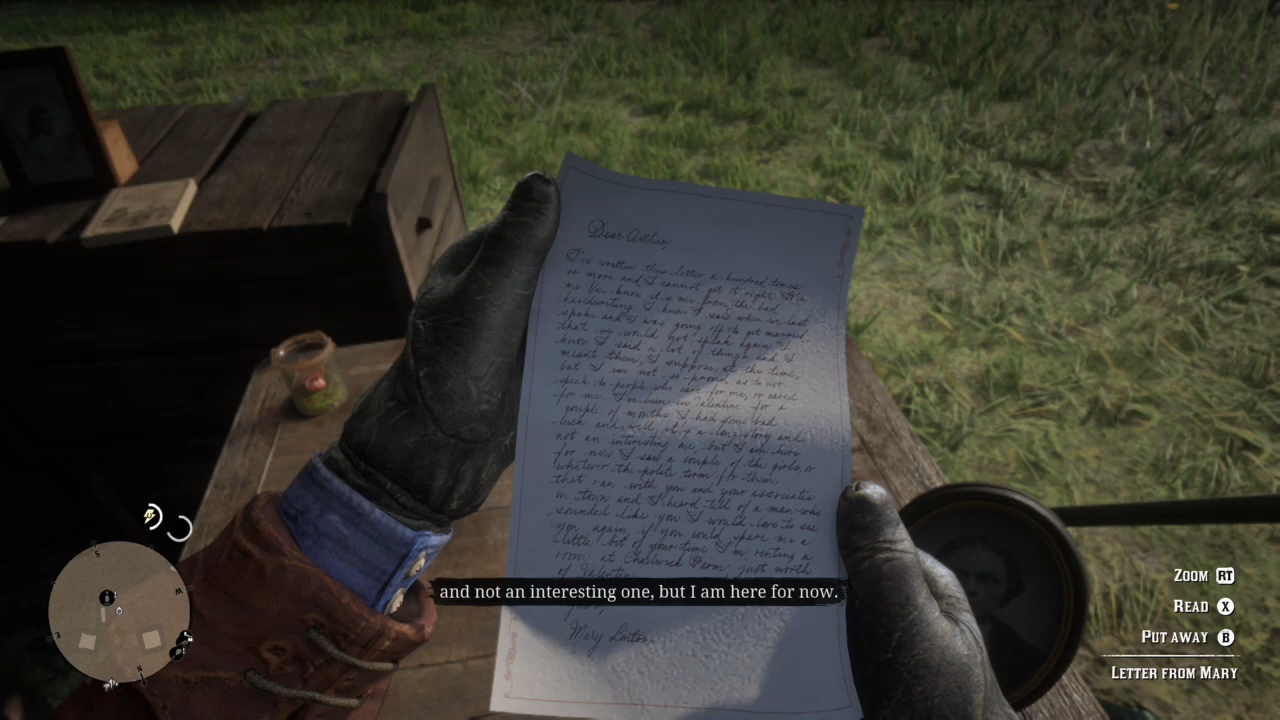 Dear Arthur,
I've written this letter a hundred times
or more and I cannot get it right. It's
me. You know it's me from the bad
handwriting. I know I said when we last
spoke and I was going off to get married
that we would not speak again. I
know I said a lot of things and I
meant them, I suppose, at the time,
but I am not so proud as to not
speak to people who care for me, or cared
for me. I've been in Valentine for a
couple of months. I had some bad
luck and, well, it's a long story and
not an interesting one, but I am here
for now. I saw a couple of the girls, or
whatever the polite term for them,
that ran with you and your associates
in town and I heard tell of a man who
sounded like you. I would love to see
you again, if you could spare me a
little bit of your time. I'm renting a
room at Chadwick Farm, just north
of Valentine
and not an interesting one, but I am here for now.
Mary Linton
ZOOM RT
READ X
PUT AWAY B
LETTER FROM MARY
S
W
E
N